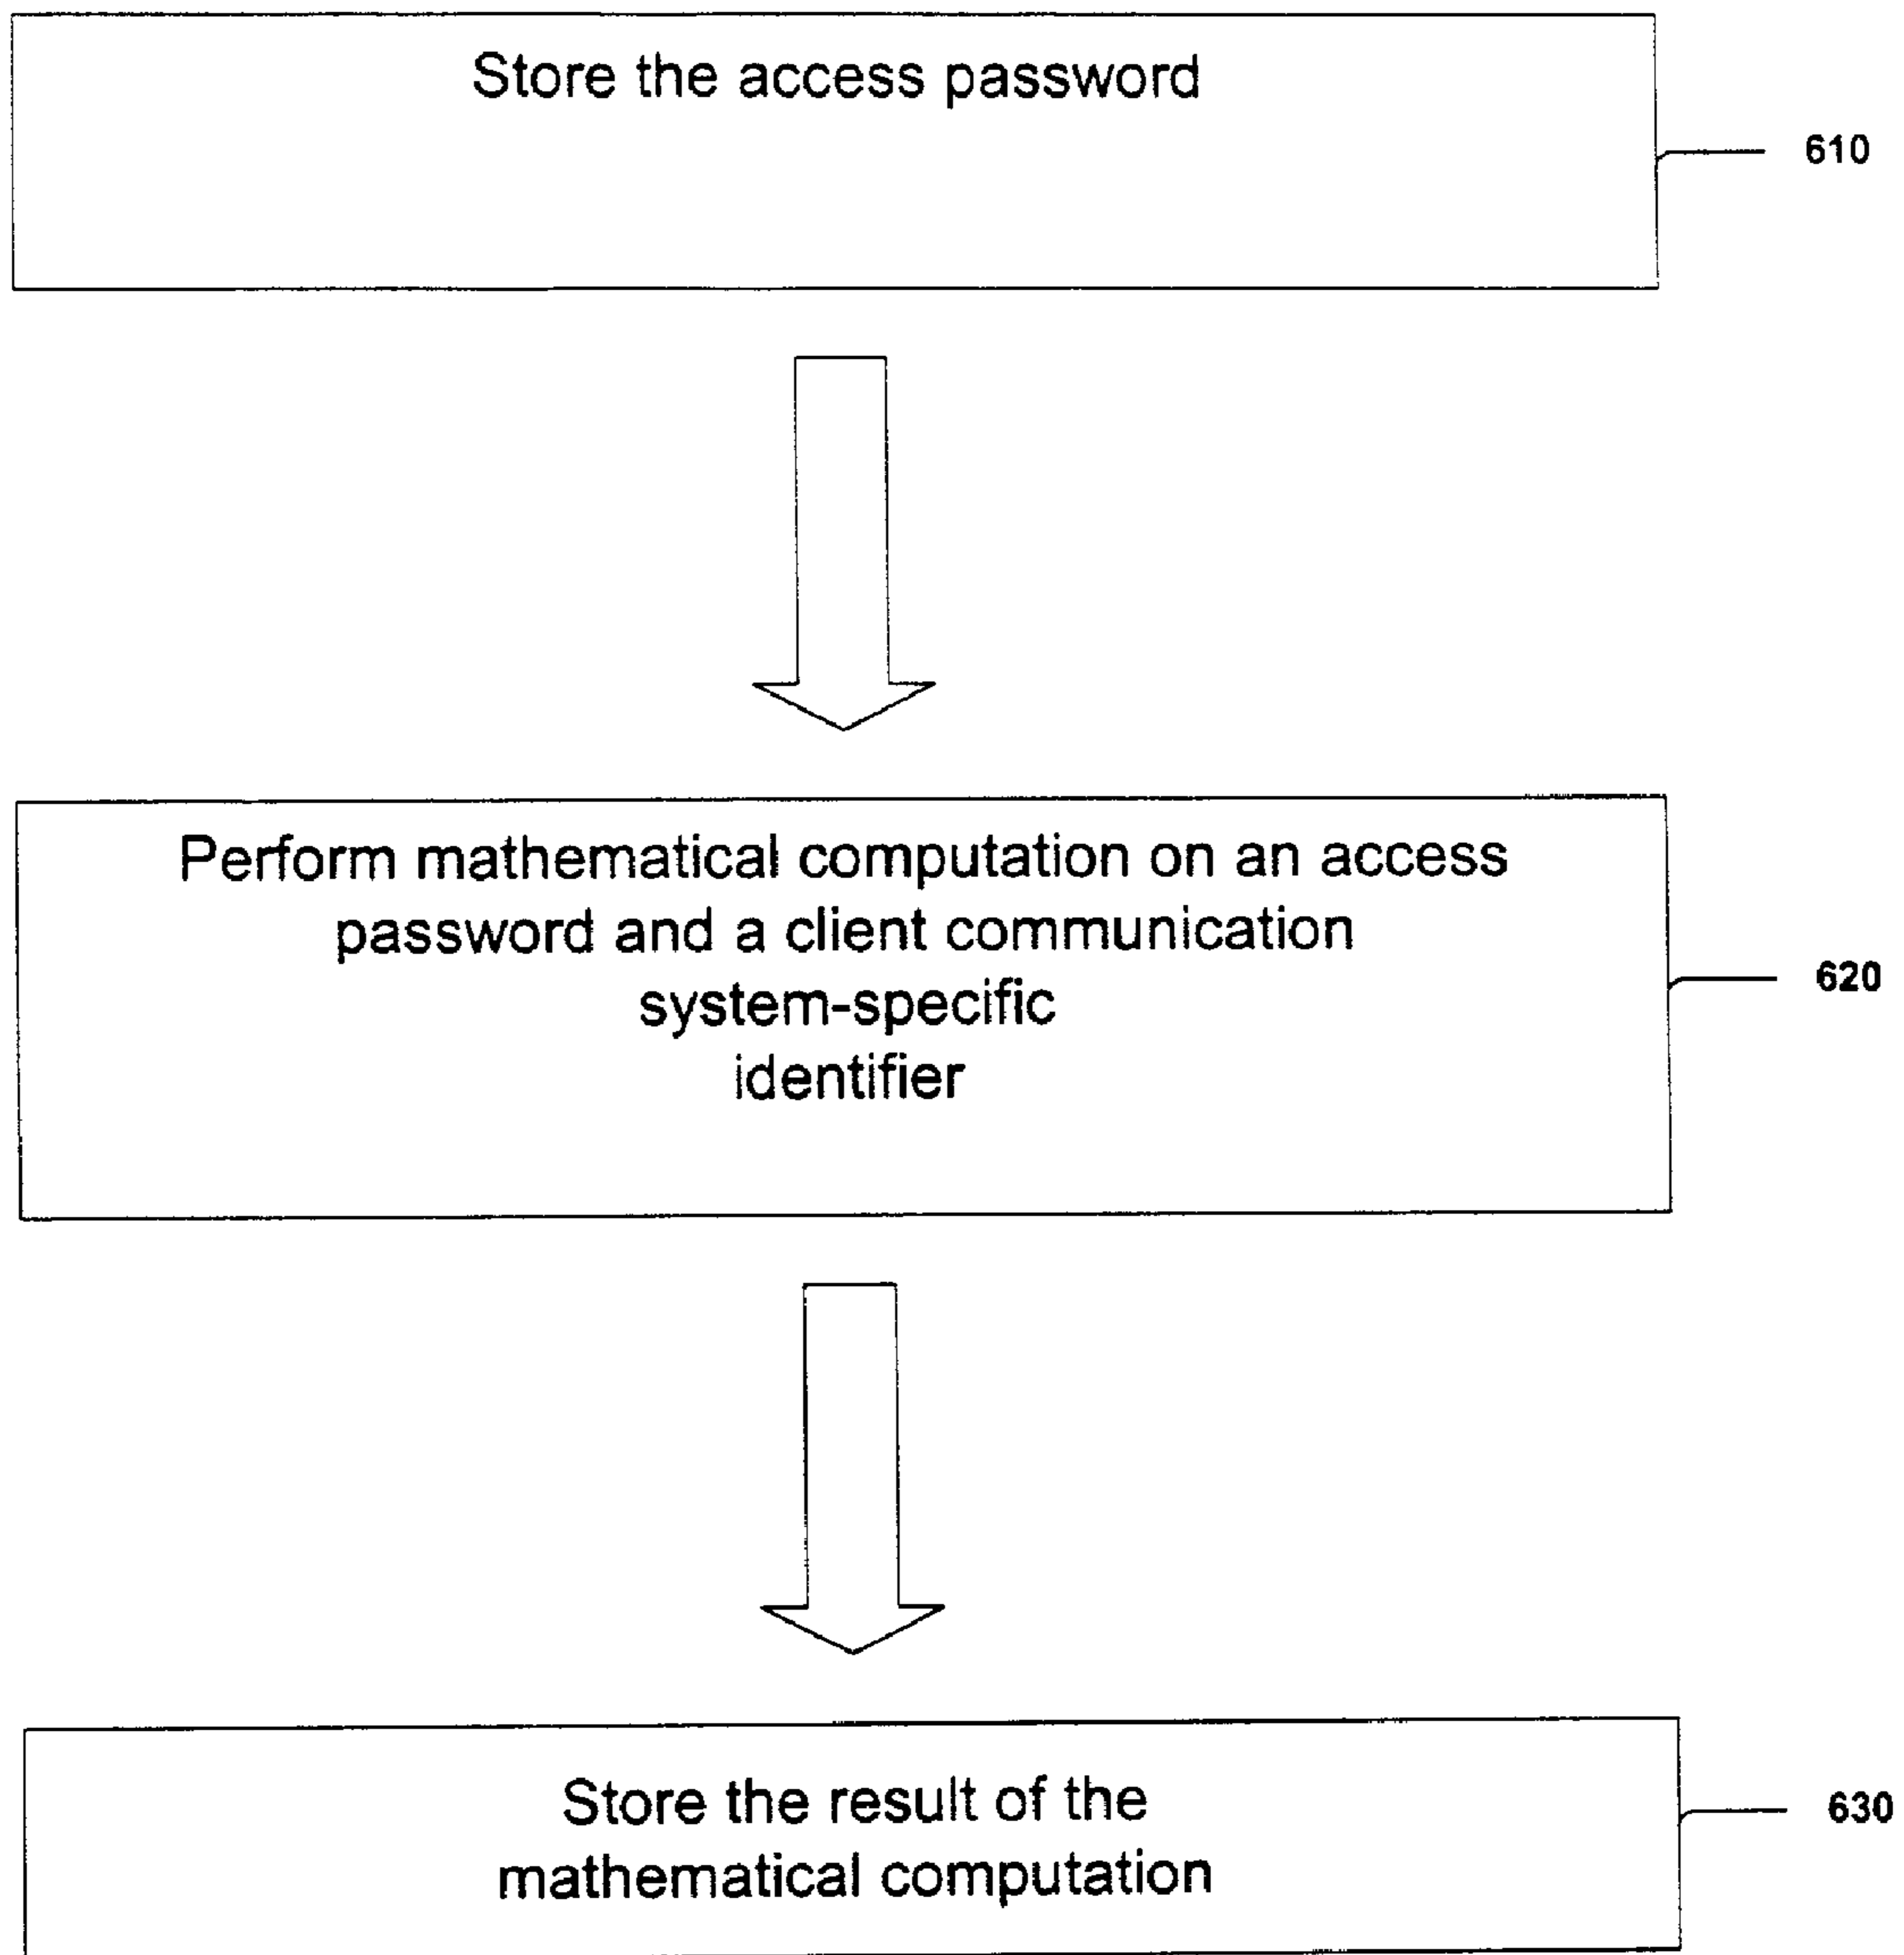 Store the access password
610
Perform mathematical computation on an access
password and a client communication
system-specific
identifier
620
Store the result of the
mathematical computation
630